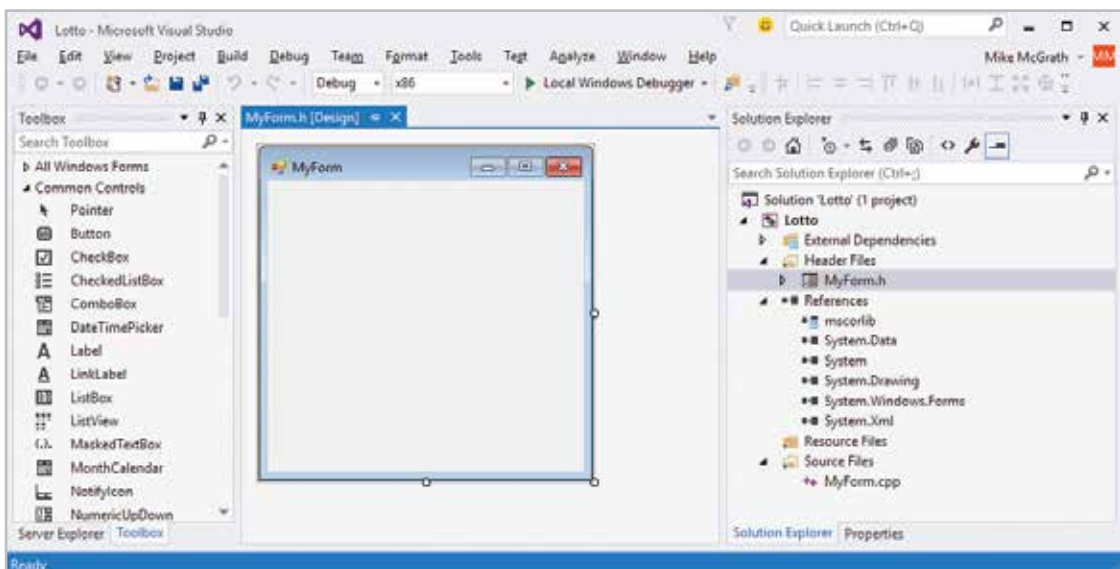 Lotto - Microsoft Visual Studio
Quick Launch (Ctrl+Q)
File Edit View Project Build Debug Team Format Tools Test Analyze Window Help
Mike McGrath
MM
Debug x86 Local Windows Debugger
Toolbox
Search Toolbox
All Windows Forms
Common Controls
Pointer
Button
CheckBox
CheckedListBox
ComboBox
DateTimePicker
Label
LinkLabel
ListBox
ListView
MaskedTextBox
MonthCalendar
NotifyIcon
NumericUpDown
Server Explorer Toolbox
MyForm.h [Design]
MyForm
Solution Explorer
Search Solution Explorer (Ctrl+;)
Solution 'Lotto' (1 project)
Lotto
External Dependencies
Header Files
MyForm.h
References
mscorlib
System.Data
System
System.Drawing
System.Windows.Forms
System.Xml
Resource Files
Source Files
MyForm.cpp
Solution Explorer Properties
Ready